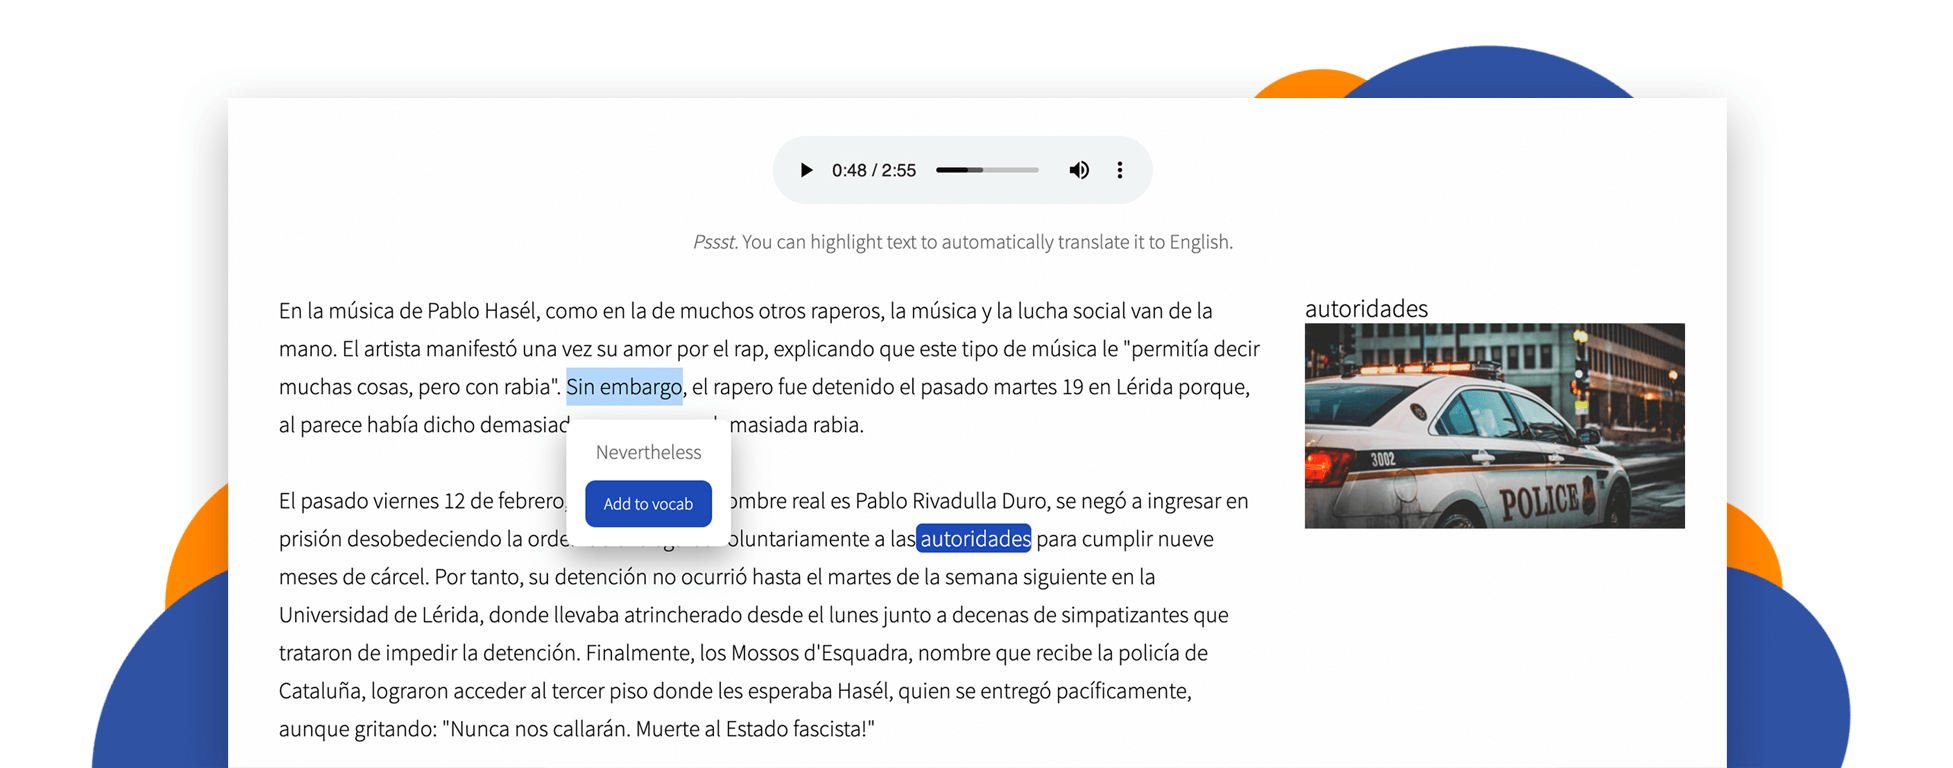 0:48 / 2:55
Pssst. You can highlight text to automatically translate it to English.
En la música de Pablo Hasél, como en la de muchos otros raperos, la música y la lucha social van de la
mano. El artista manifestó una vez su amor por el rap, explicando que este tipo de música le "permitía decir
muchas cosas, pero con rabia". Sin embargo, el rapero fue detenido el pasado martes 19 en Lérida porque,
al parece había dicho demasiad masiada rabia.
Nevertheless
Add to vocab
El pasado viernes 12 de febrero, ombre real es Pablo Rivadulla Duro, se negó a ingresar en
prisión desobedeciendo la orde oluntariamente a las autoridades para cumplir nueve
meses de cárcel. Por tanto, su detención no ocurrió hasta el martes de la semana siguiente en la
Universidad de Lérida, donde llevaba atrincherado desde el lunes junto a decenas de simpatizantes que
trataron de impedir la detención. Finalmente, los Mossos d'Esquadra, nombre que recibe la policía de
Cataluña, lograron acceder al tercer piso donde les esperaba Hasél, quien se entregó pacíficamente,
aunque gritando: "Nunca nos callarán. Muerte al Estado fascista!"
autoridades
3002
POLICE